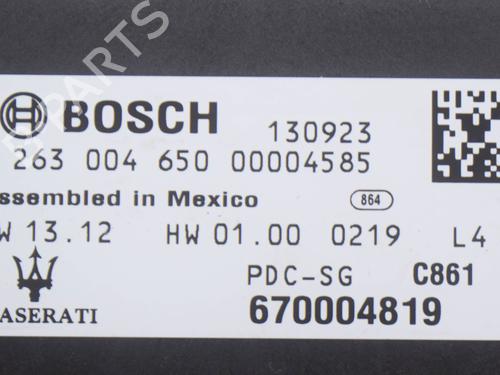 BOSCH 130923
263 004 650 00004585
ssembled in Mexico 864
W 13.12 HW 01.00 0219 L4
PDC-SG C861
ASERATI 670004819
B PARTS